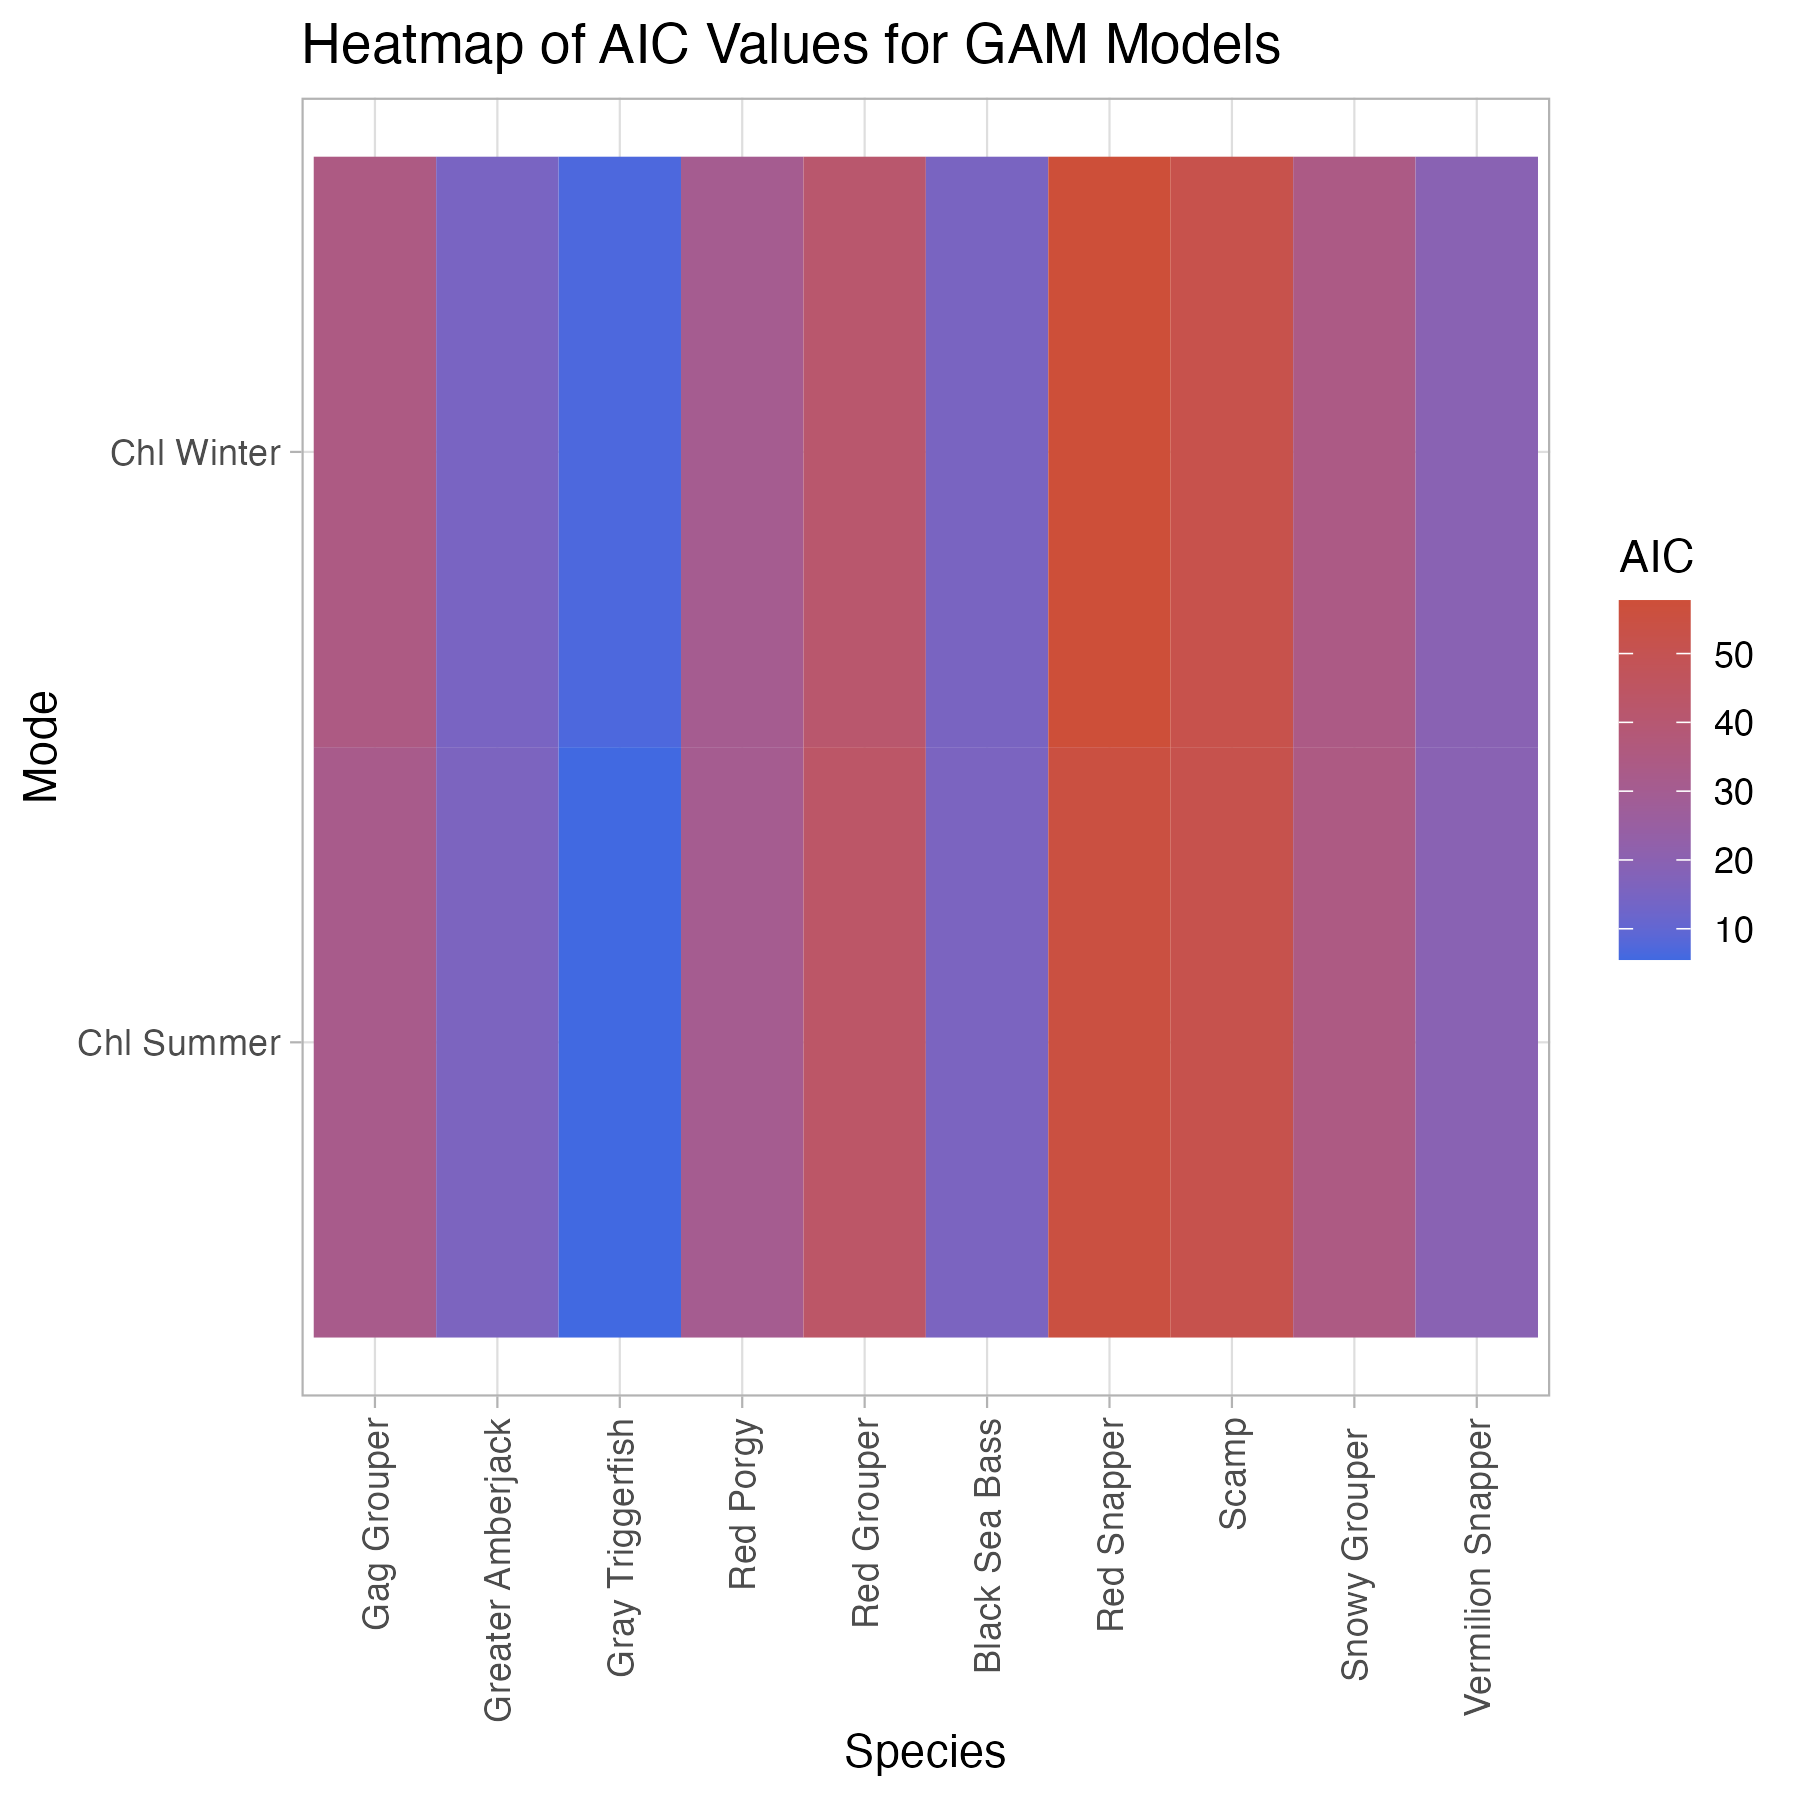 Heatmap of AIC Values for GAM Models
Mode
Chl Winter
Chl Summer
Gag Grouper
Greater Amberjack
Gray Triggerfish
Red Porgy
Red Grouper
Black Sea Bass
Red Snapper
Scamp
Snowy Grouper
Vermilion Snapper
Species
AIC
50
40
30
20
10